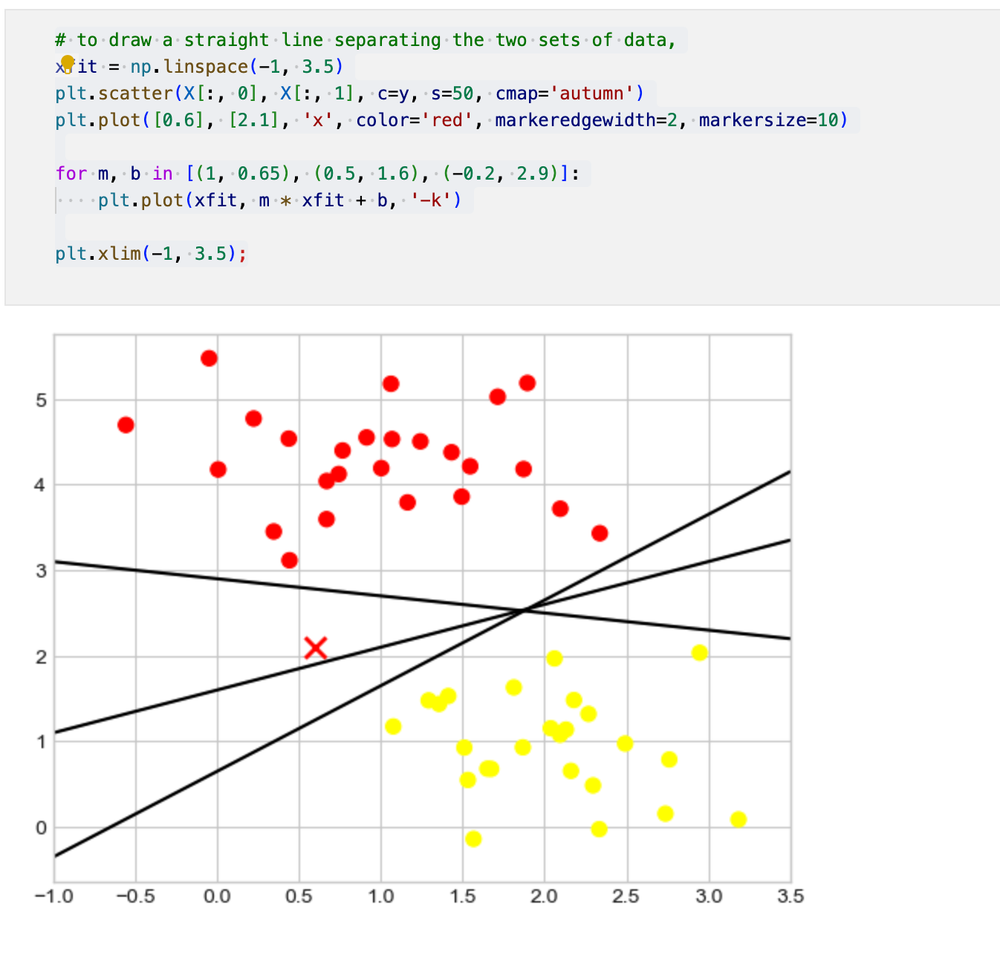 # to draw a straight line separating the two sets of data,
xfit = np.linspace(-1, 3.5)
plt.scatter(X[:, 0], X[:, 1], c=y, s=50, cmap='autumn')
plt.plot([0.6], [2.1], 'x', color='red', markeredgewidth=2, markersize=10)
for m, b in [(1, 0.65), (0.5, 1.6), (-0.2, 2.9)]:
    plt.plot(xfit, m * xfit + b, '-k')
plt.xlim(-1, 3.5);
5
4
3
2
1
0
−1.0 −0.5 0.0 0.5 1.0 1.5 2.0 2.5 3.0 3.5